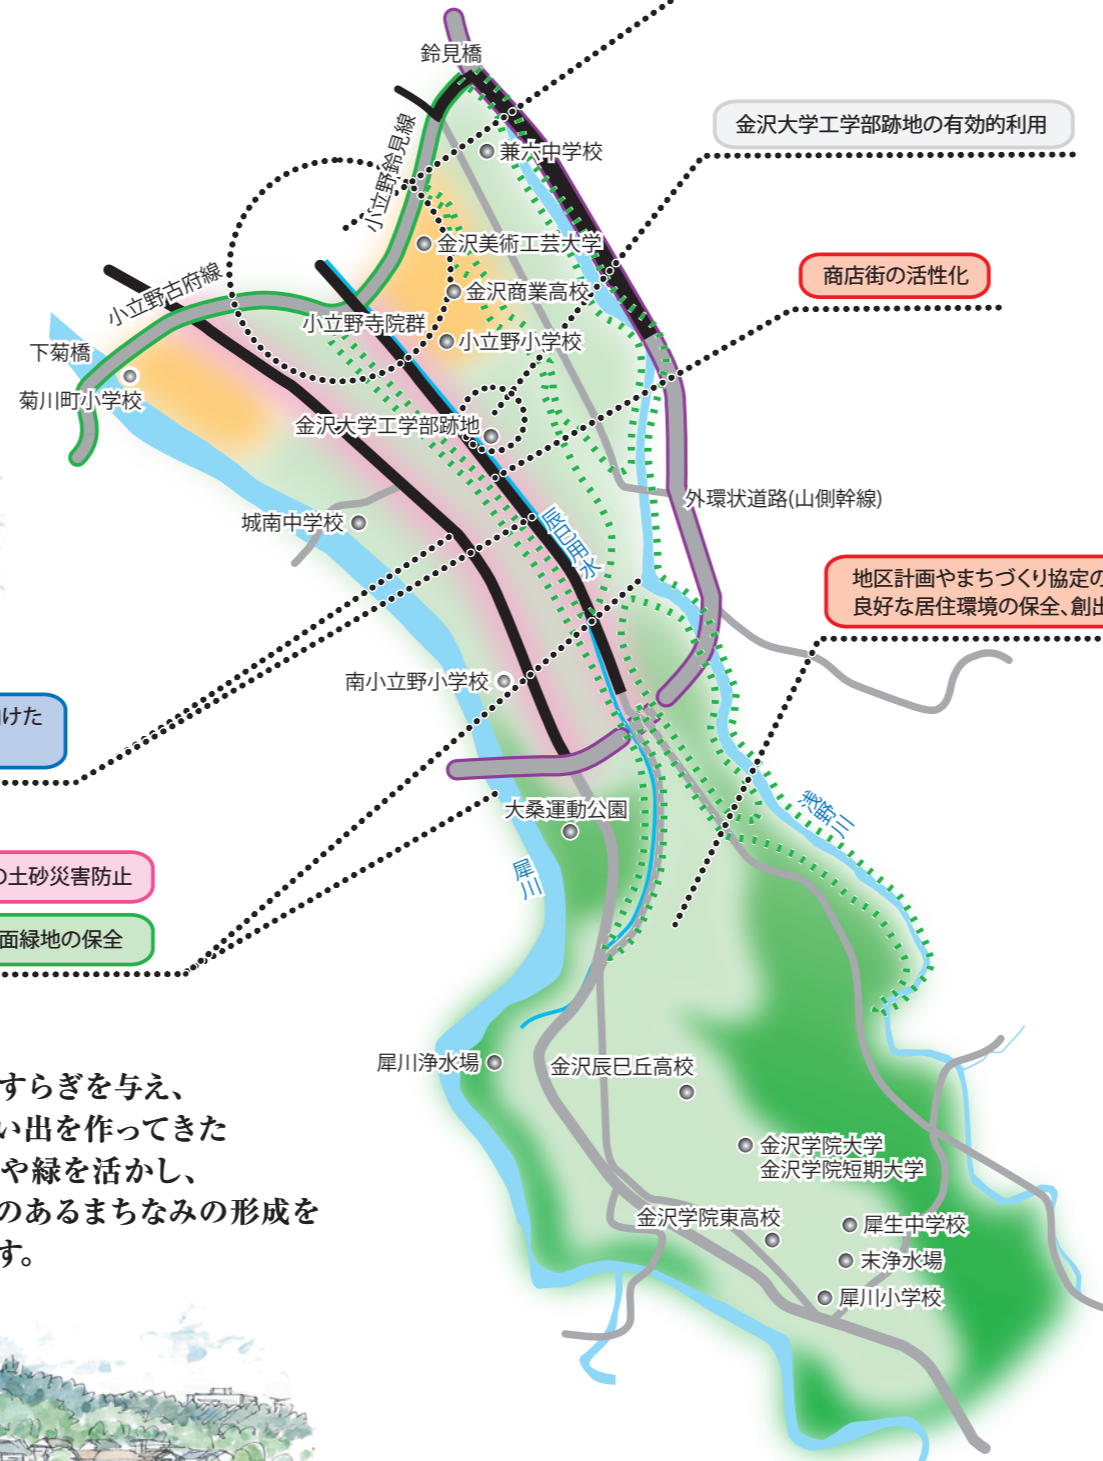 鈴見橋
金沢大学工学部跡地の有効的利用
兼六中学校
小立野鈴見線
金沢美術工芸大学
商店街の活性化
小立野古府線
金沢商業高校
小立野寺院群
小立野小学校
下菊橋
菊川町小学校
金沢大学工学部跡地
外環状道路(山側幹線)
城南中学校
辰巳用水
地区計画やまちづくり協定の
良好な居住環境の保全、創出
南小立野小学校
けた
大桑運動公園
浅野川
の土砂災害防止
犀川
面緑地の保全
犀川浄水場
金沢辰巳丘高校
すらぎを与え、
い出を作ってきた
や緑を活かし、
のあるまちなみの形成を
す。
金沢学院大学
金沢学院短期大学
金沢学院東高校
犀生中学校
末浄水場
犀川小学校